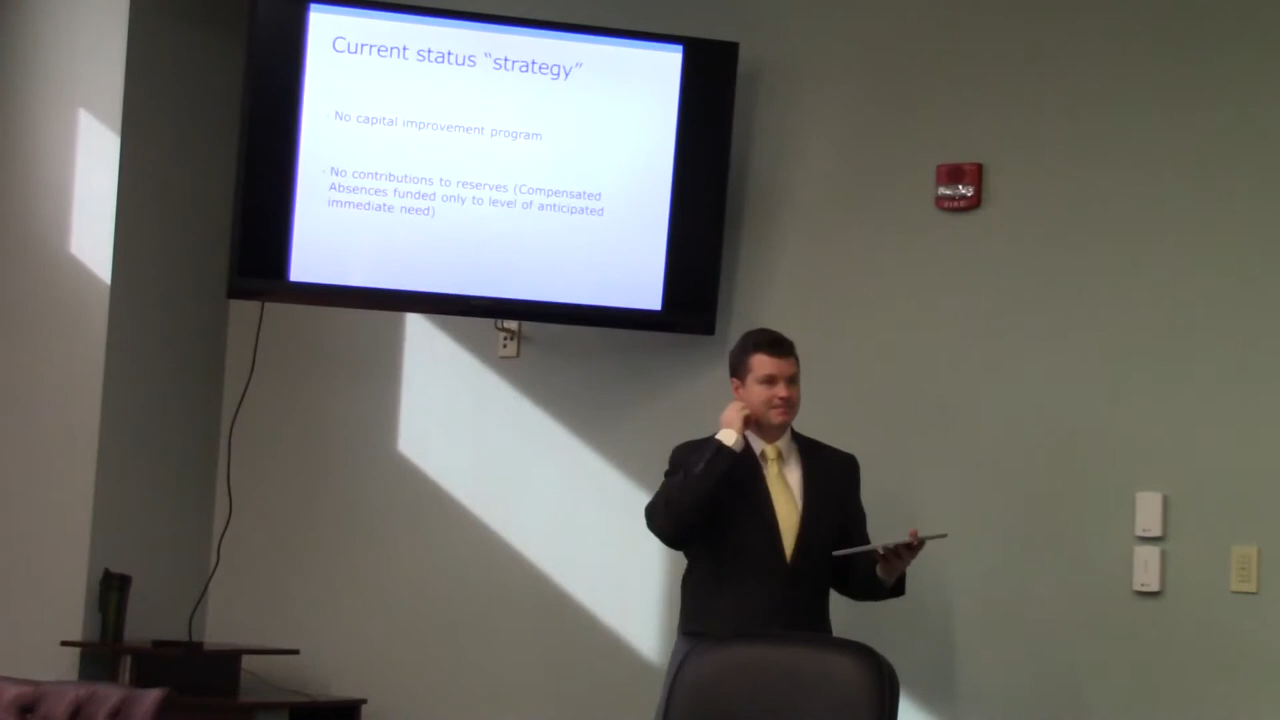 Current status “strategy”
No capital improvement program
No contributions to reserves (Compensated
Absences funded only to level of anticipated
immediate need)
FIRE